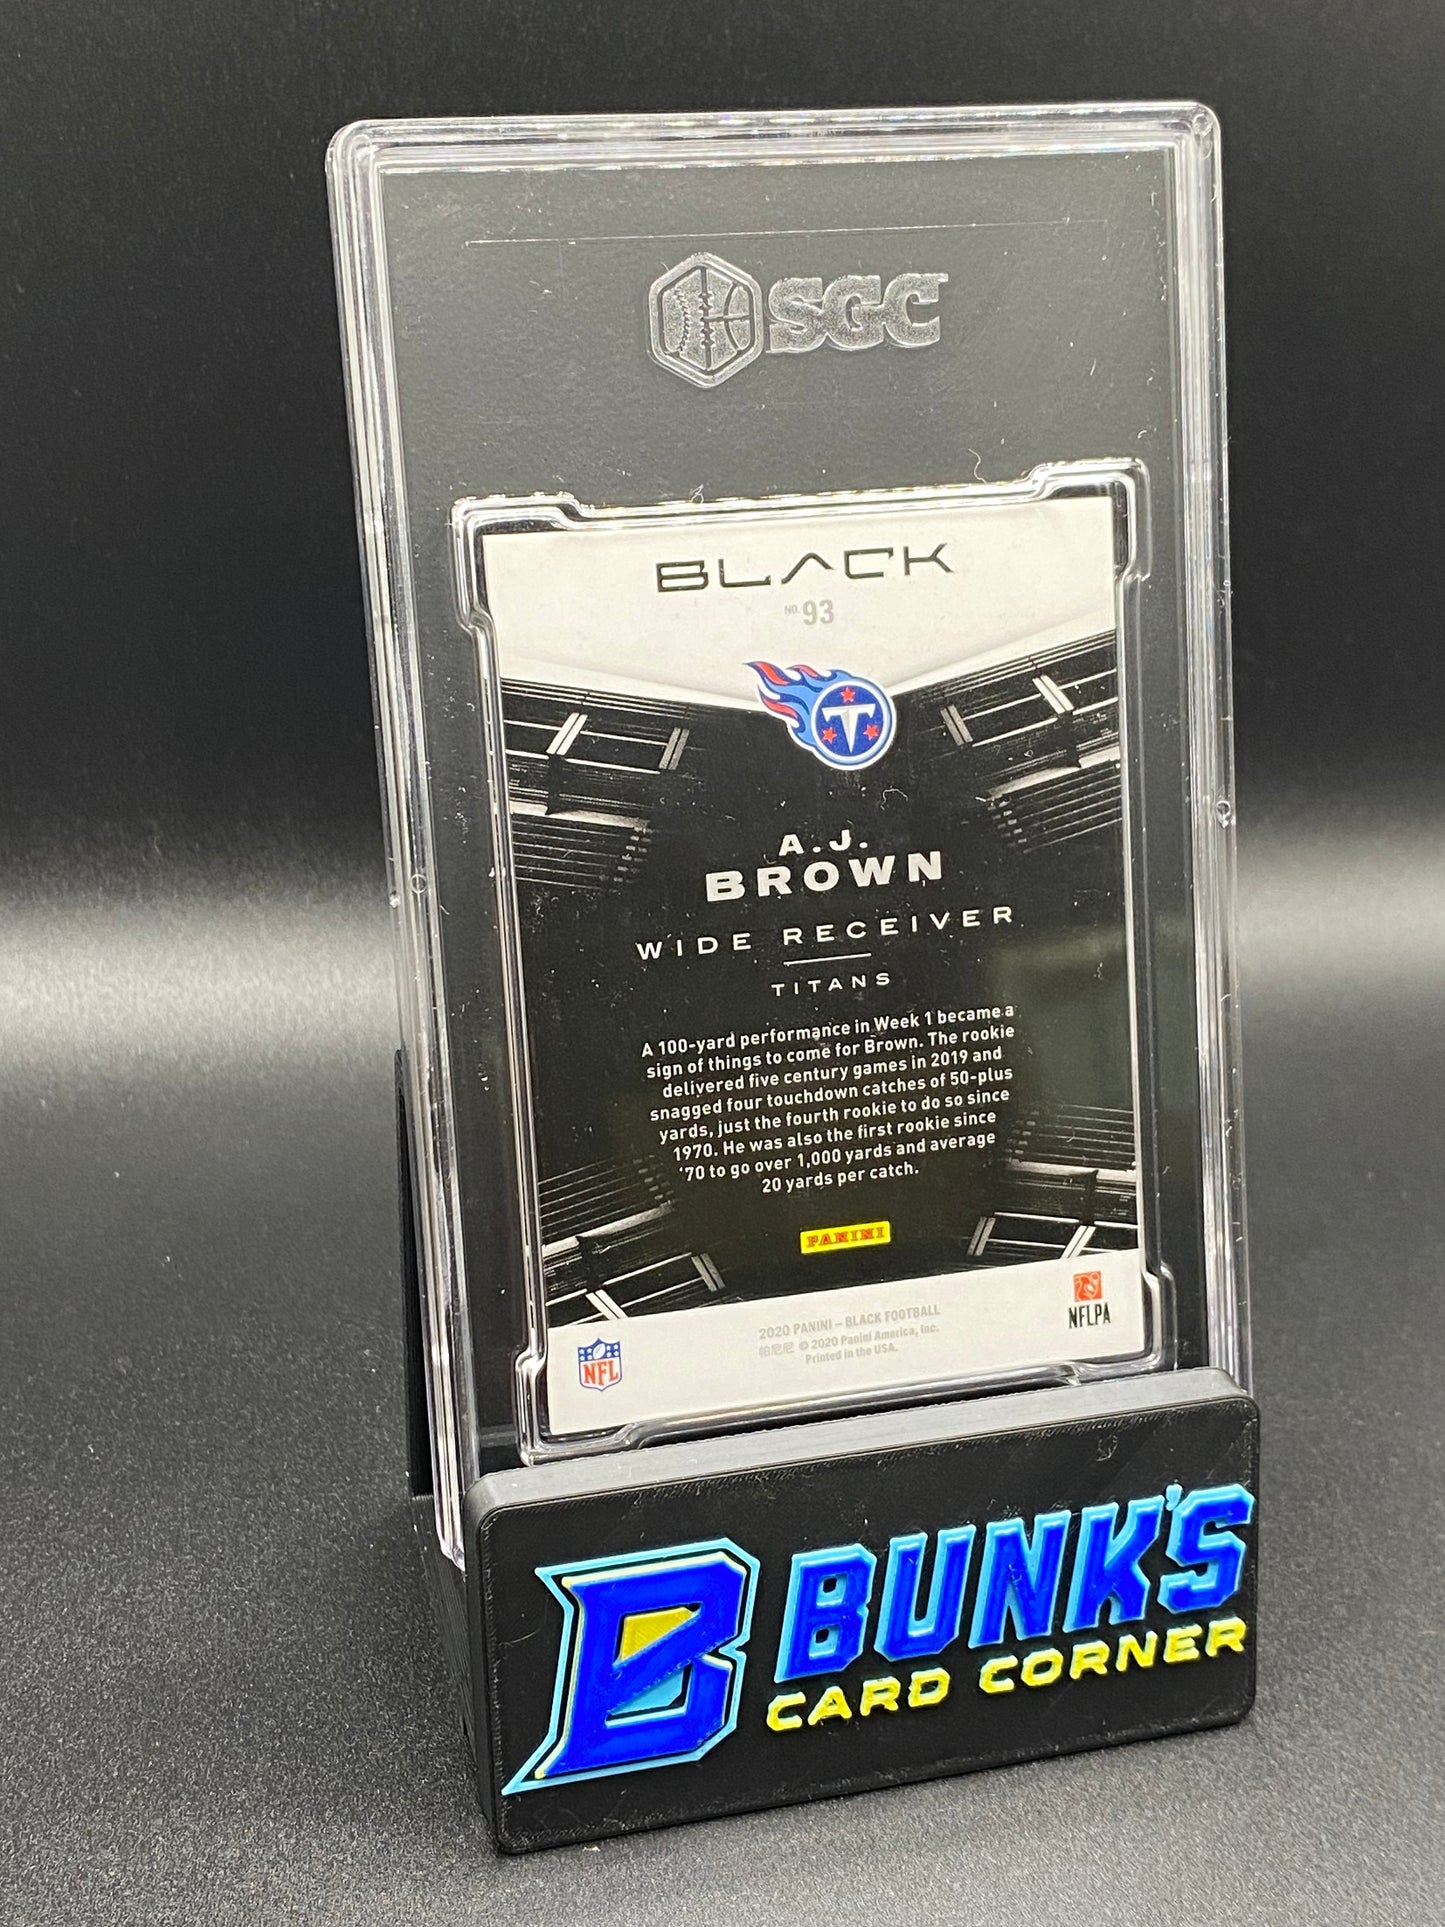 SGC
BLACK
NO. 93
T
A.J.
BROWN
WIDE RECEIVER
TITANS
A 100-yard performance in Week 1 became a
sign of things to come for Brown. The rookie
delivered five century games in 2019 and
snagged four touchdown catches of 50-plus
yards, just the fourth rookie to do so since
1970. He was also the first rookie since
'70 to go over 1,000 yards and average
20 yards per catch.
PANINI
2020 PANINI – BLACK FOOTBALL
帕尼尼 © 2020 Panini America, Inc.
Printed in the USA.
NFL
NFLPA
B BUNK'S
CARD CORNER